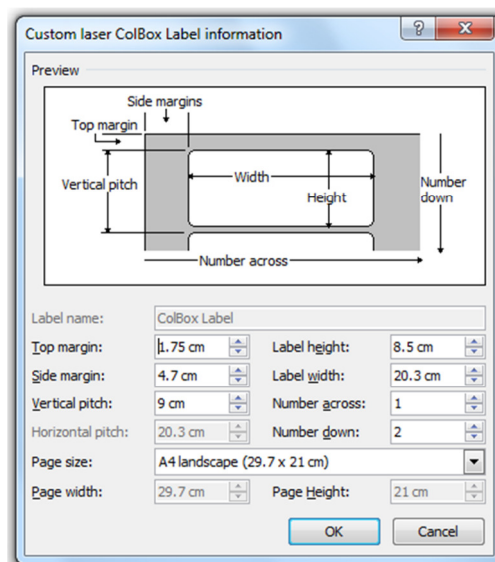 Custom laser ColBox Label information
Preview
Side margins
Top margin
Vertical pitch
Width
Height
Number
down
Number across
Label name: ColBox Label
Top margin: 1.75 cm Label height: 8.5 cm
Side margin: 4.7 cm Label width: 20.3 cm
Vertical pitch: 9 cm Number across: 1
Horizontal pitch: 20.3 cm Number down: 2
Page size: A4 landscape (29.7 x 21 cm)
Page width: 29.7 cm Page Height: 21 cm
OK Cancel